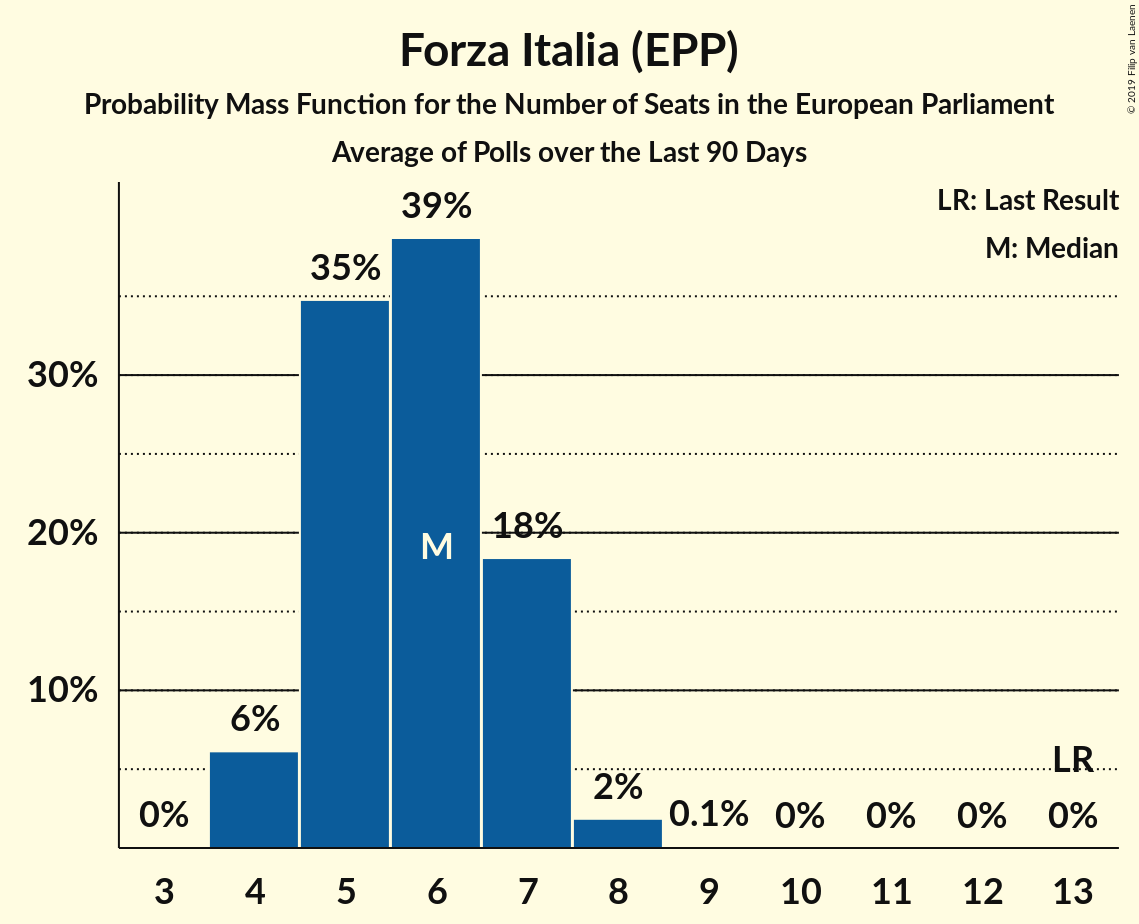 Forza Italia (EPP)
Probability Mass Function for the Number of Seats in the European Parliament
Average of Polls over the Last 90 Days
© 2019 Filip van Laenen
LR: Last Result
M: Median
39%
35%
30%
20%
18%
M
10%
6%
LR
2%
0%
0.1%
0%
0%
0%
0%
3 4 5 6 7 8 9 10 11 12 13